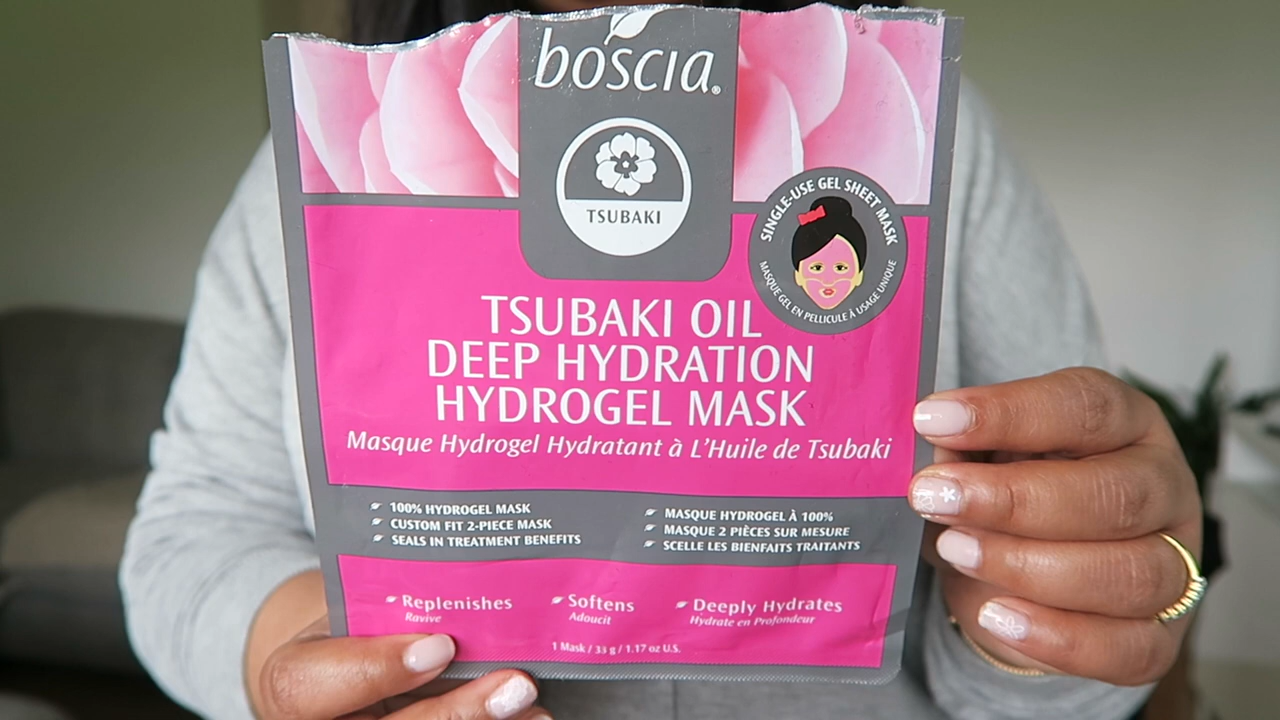 boscia®
TSUBAKI
SINGLE-USE GEL SHEET MASK
MASQUE GEL EN PELLICULE À USAGE UNIQUE
TSUBAKI OIL
DEEP HYDRATION
HYDROGEL MASK
Masque Hydrogel Hydratant à L'Huile de Tsubaki
100% HYDROGEL MASK
CUSTOM FIT 2-PIECE MASK
SEALS IN TREATMENT BENEFITS
MASQUE HYDROGEL À 100%
MASQUE 2 PIÈCES SUR MESURE
SCELLE LES BIENFAITS TRAITANTS
Replenishes
Ravive
Softens
Adoucit
Deeply Hydrates
Hydrate en Profondeur
1 Mask / 33 g / 1.17 oz U.S.